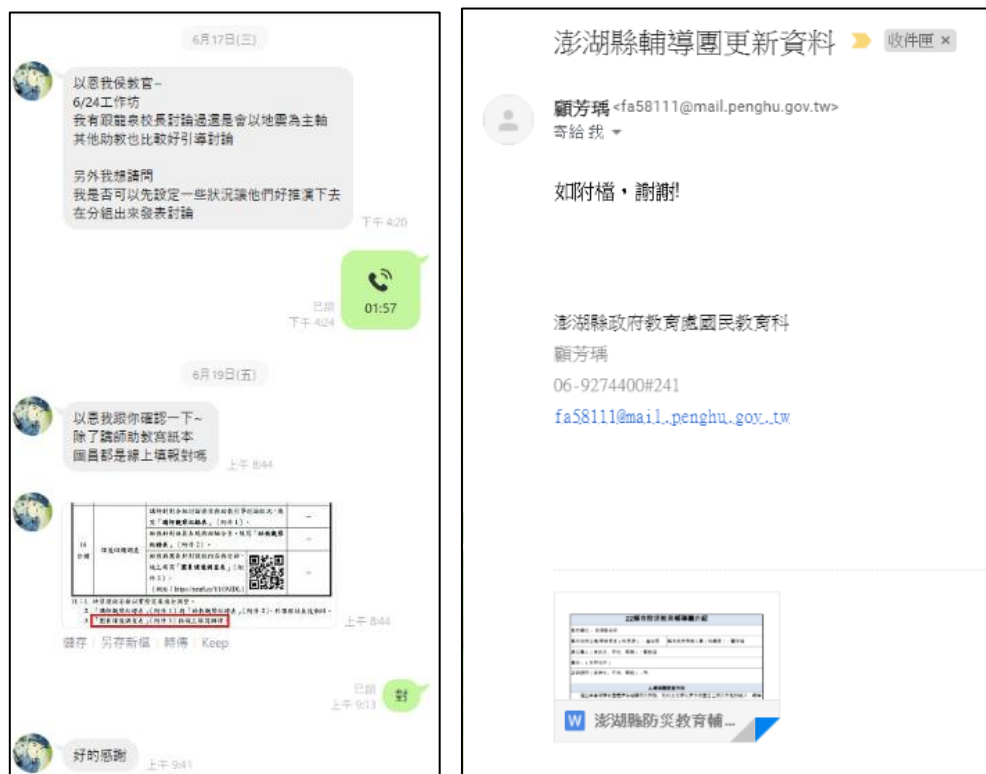 6月17日(三)
以恩我侯教官~
6/24工作坊
我有跟龍泉校長討論過還是會以地震為主軸
其他助教也比較好引導討論
另外我想請問
我是否可以先設定一些狀況讓他們好推演下去
在分組出來發表討論
下午 4:20
01:57
已讀
下午 4:24
6月19日(五)
以恩我跟你確認一下~
除了講師助教寫紙本
團員都是線上填報對嗎
上午 8:44
上午 8:44
儲存
另存新檔
轉傳
Keep
已讀
上午 9:13
對
好的感謝
上午 9:41
澎湖縣輔導團更新資料
收件匣 ×
顧芳瑀 <fa58111@mail.penghu.gov.tw>
寄給 我
如附檔，謝謝!
澎湖縣政府教育處國民教育科
顧芳瑀
06-9274400#241
fa58111@mail.penghu.gov.tw
W 澎湖縣防災教育輔...